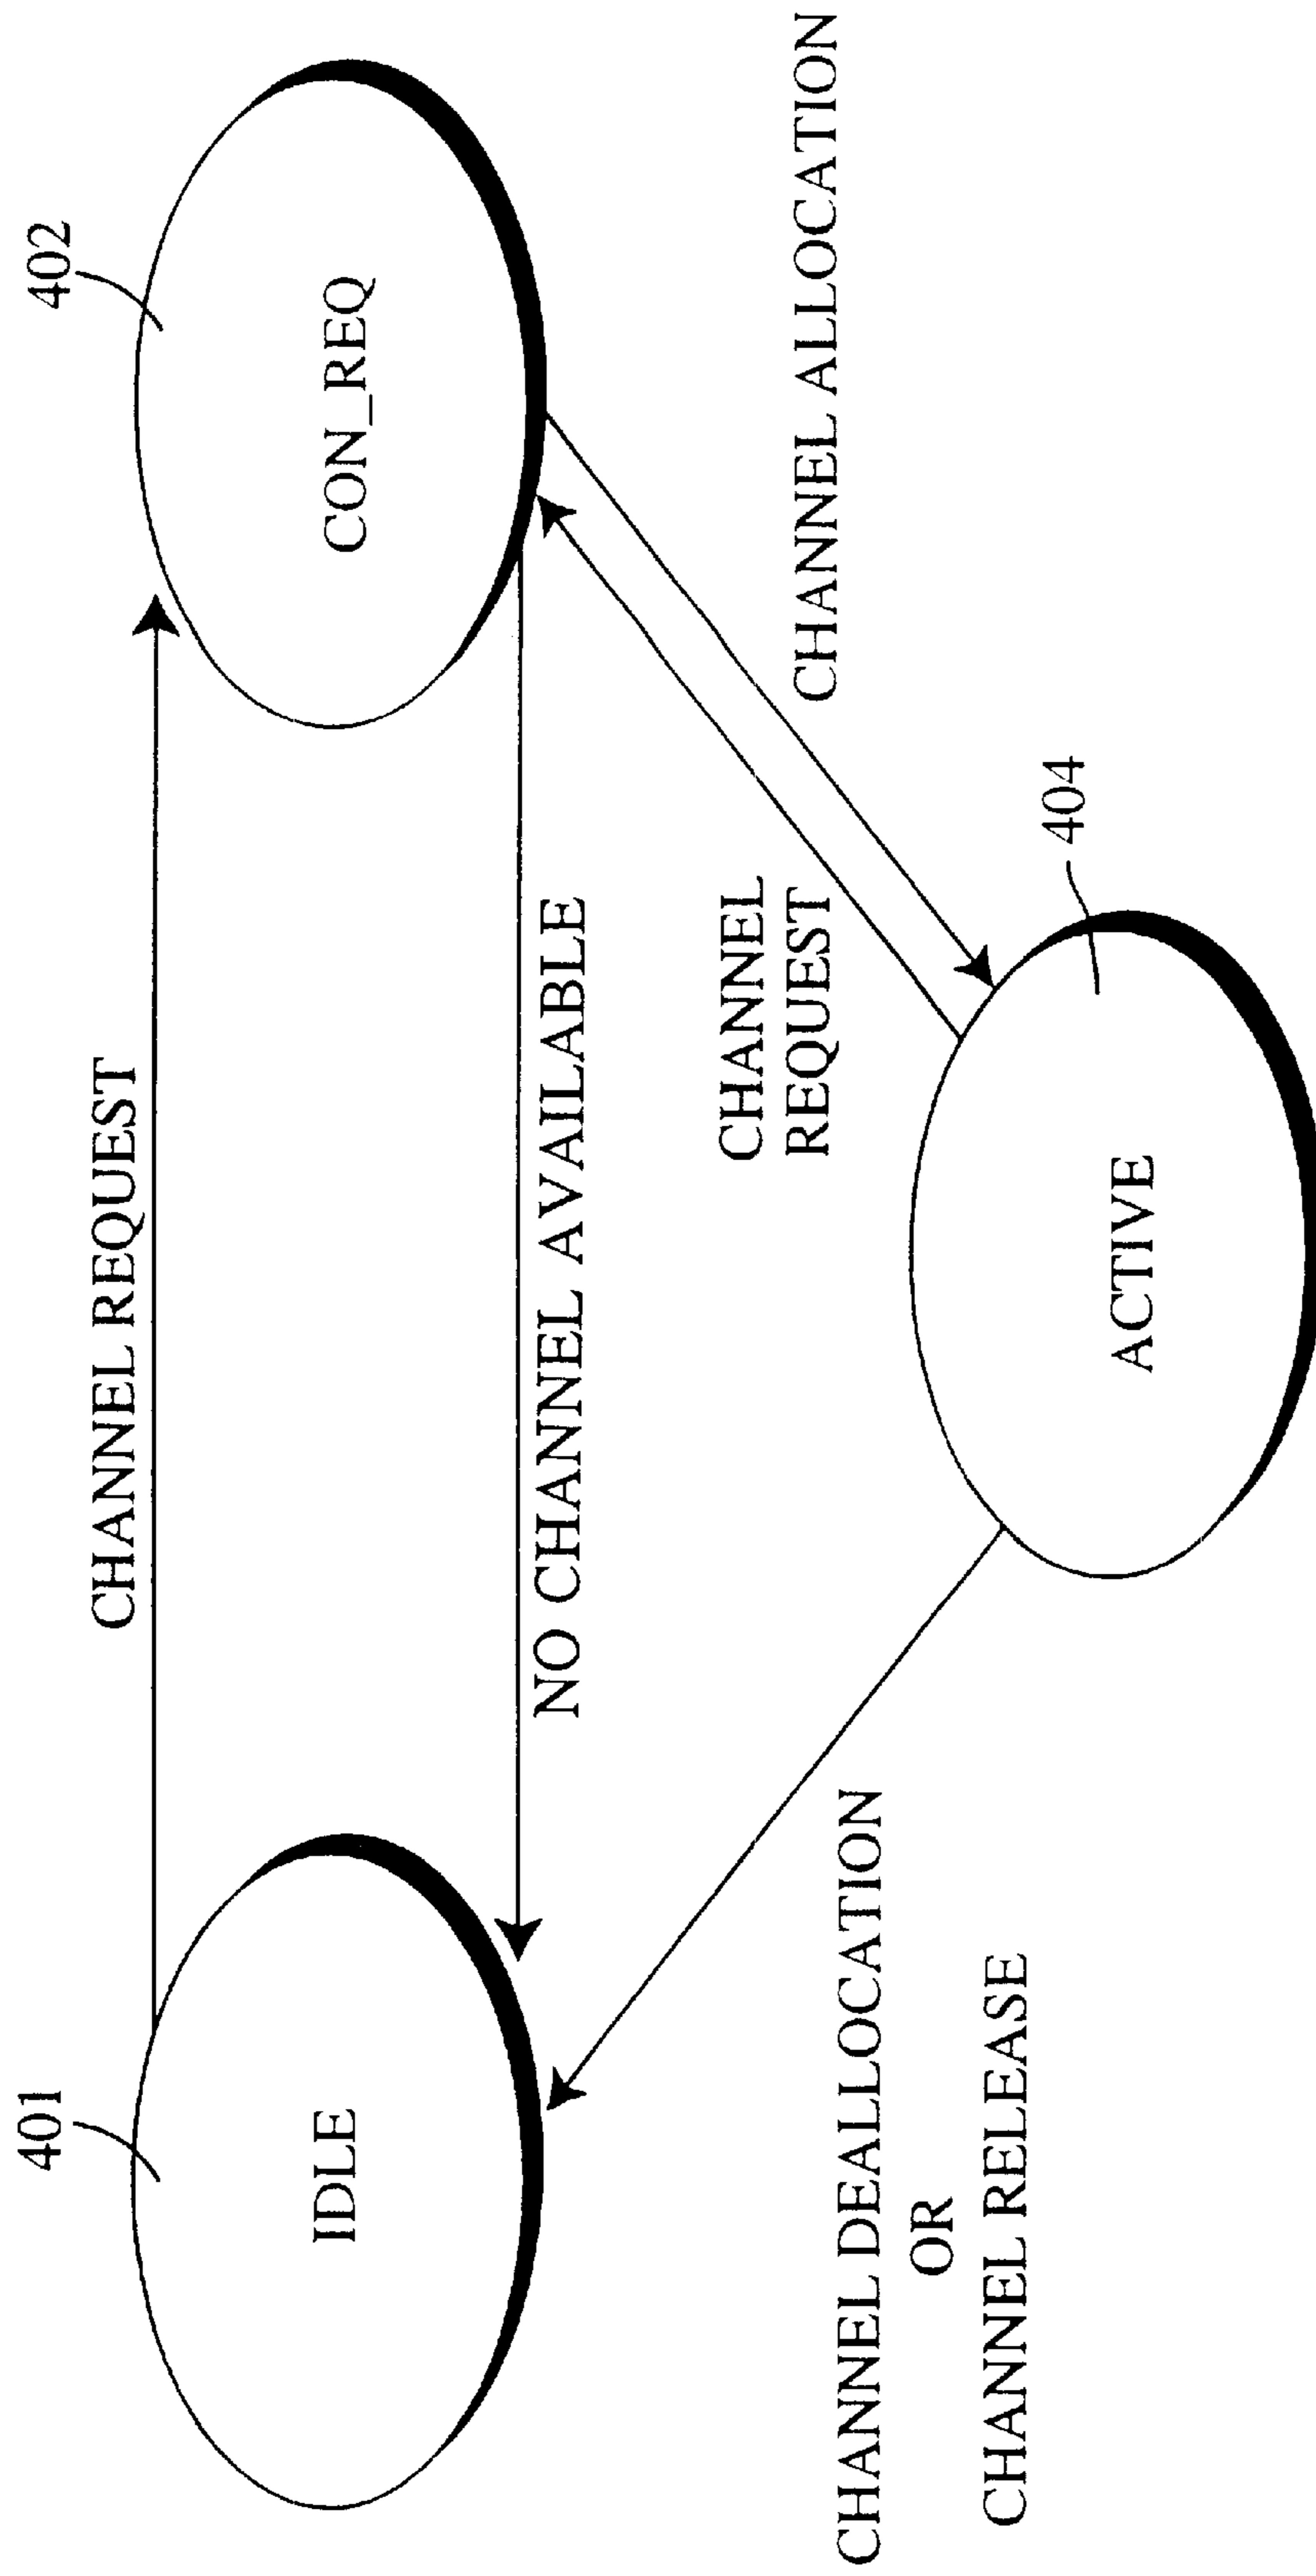 401
402
CHANNEL REQUEST
IDLE
CON_REQ
NO CHANNEL AVAILABLE
CHANNEL
REQUEST
CHANNEL ALLOCATION
CHANNEL DEALLOCATION
OR
CHANNEL RELEASE
404
ACTIVE